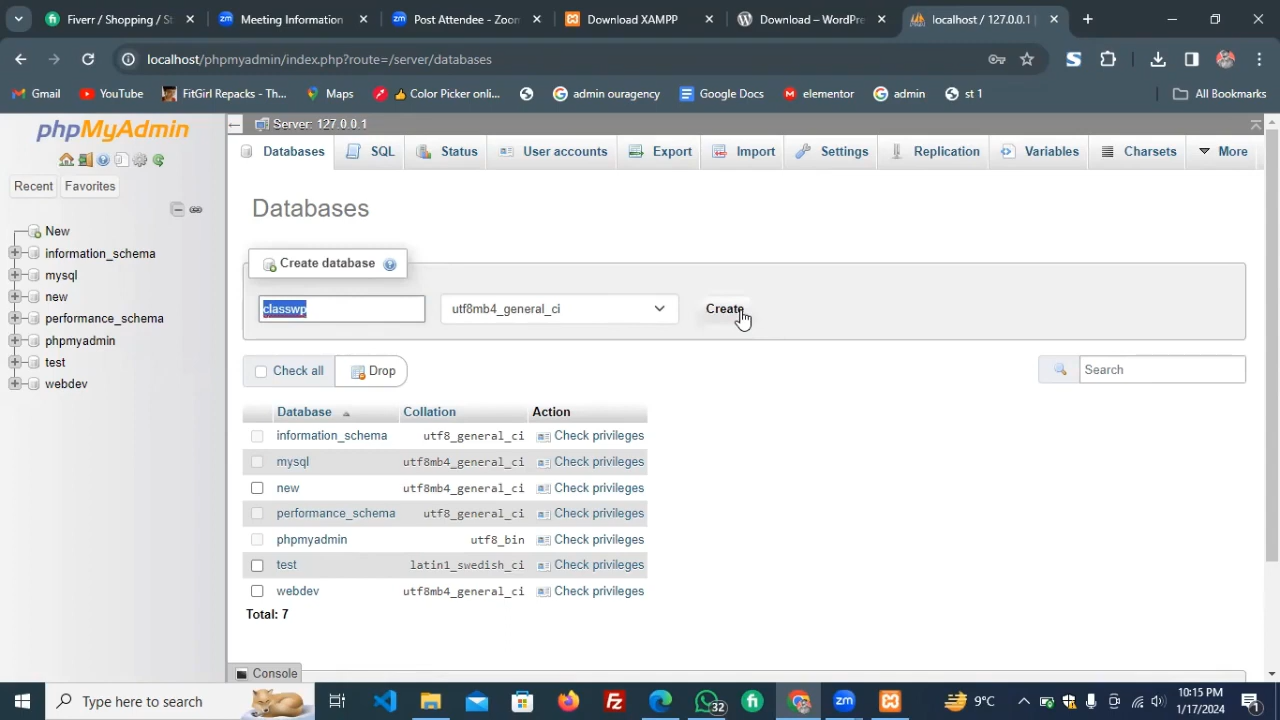 Fiverr / Shopping / St
Meeting Information
Post Attendee - Zoom
Download XAMPP
Download – WordPre
localhost / 127.0.0.1
localhost/phpmyadmin/index.php?route=/server/databases
Gmail
YouTube
FitGirl Repacks - Th...
Maps
Color Picker onli...
admin ouragency
Google Docs
elementor
admin
st 1
All Bookmarks
phpMyAdmin
Server: 127.0.0.1
Databases
SQL
Status
User accounts
Export
Import
Settings
Replication
Variables
Charsets
More
Recent
Favorites
New
information_schema
mysql
new
performance_schema
phpmyadmin
test
webdev
Databases
Create database
classwp
utf8mb4_general_ci
Create
Check all
Drop
Search
Database Collation Action
information_schema utf8_general_ci Check privileges
mysql utf8mb4_general_ci Check privileges
new utf8mb4_general_ci Check privileges
performance_schema utf8_general_ci Check privileges
phpmyadmin utf8_bin Check privileges
test latin1_swedish_ci Check privileges
webdev utf8mb4_general_ci Check privileges
Total: 7
Console
Type here to search
32
9°C
10:15 PM
1/17/2024
1